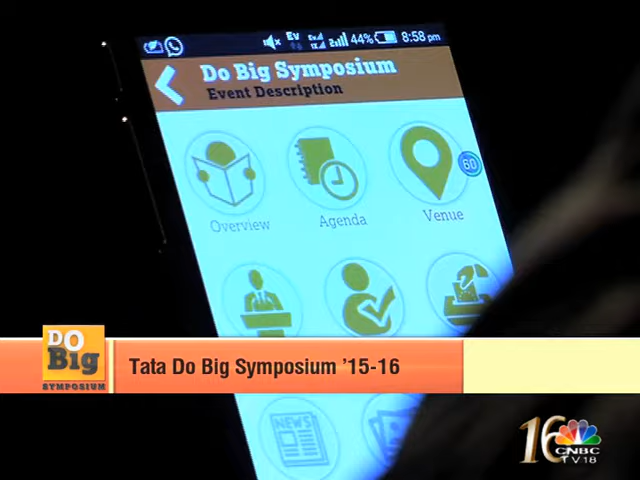 44% 8:58 pm
Do Big Symposium
Event Description
60
Overview
Agenda
Venue
NEWS
DO
Big
SYMPOSIUM
Tata Do Big Symposium '15-16
16
CNBC
TV18